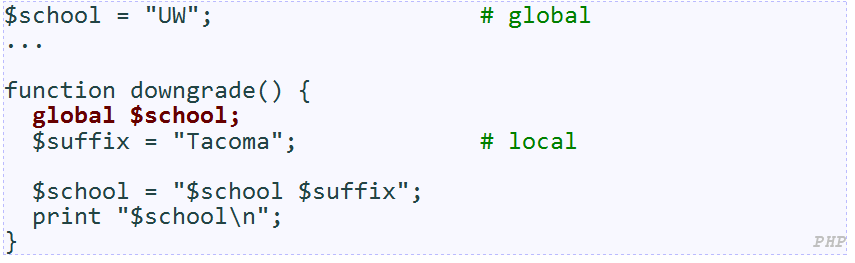 $school = "UW";                   # global
...

function downgrade() {
  global $school;
  $suffix = "Tacoma";             # local

  $school = "$school $suffix";
  print "$school\n";
}
PHP